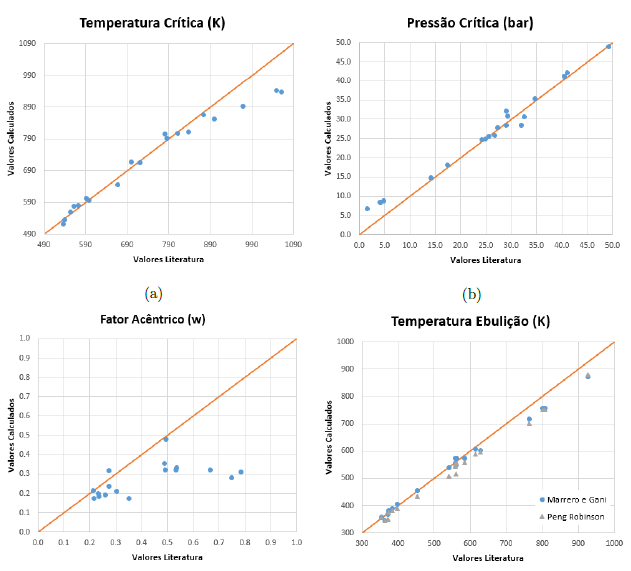 Temperatura Crítica (K)
1090
990
890
790
690
590
490
490 590 690 790 890 990 1090
Valores Calculados
Valores Literatura
(a)
Pressão Crítica (bar)
50.0
45.0
40.0
35.0
30.0
25.0
20.0
15.0
10.0
5.0
0.0
0.0 5.0 10.0 15.0 20.0 25.0 30.0 35.0 40.0 45.0 50.0
Valores Calculados
Valores Literatura
(b)
Fator Acêntrico (w)
1.0
0.9
0.8
0.7
0.6
0.5
0.4
0.3
0.2
0.1
0.0
0.0 0.1 0.2 0.3 0.4 0.5 0.6 0.7 0.8 0.9 1.0
Valores Calculados
Valores Literatura
Temperatura Ebulição (K)
1000
900
800
700
600
500
400
300
300 400 500 600 700 800 900 1000
Valores Calculados
Valores Literatura
Marrero e Gani
Peng Robinson